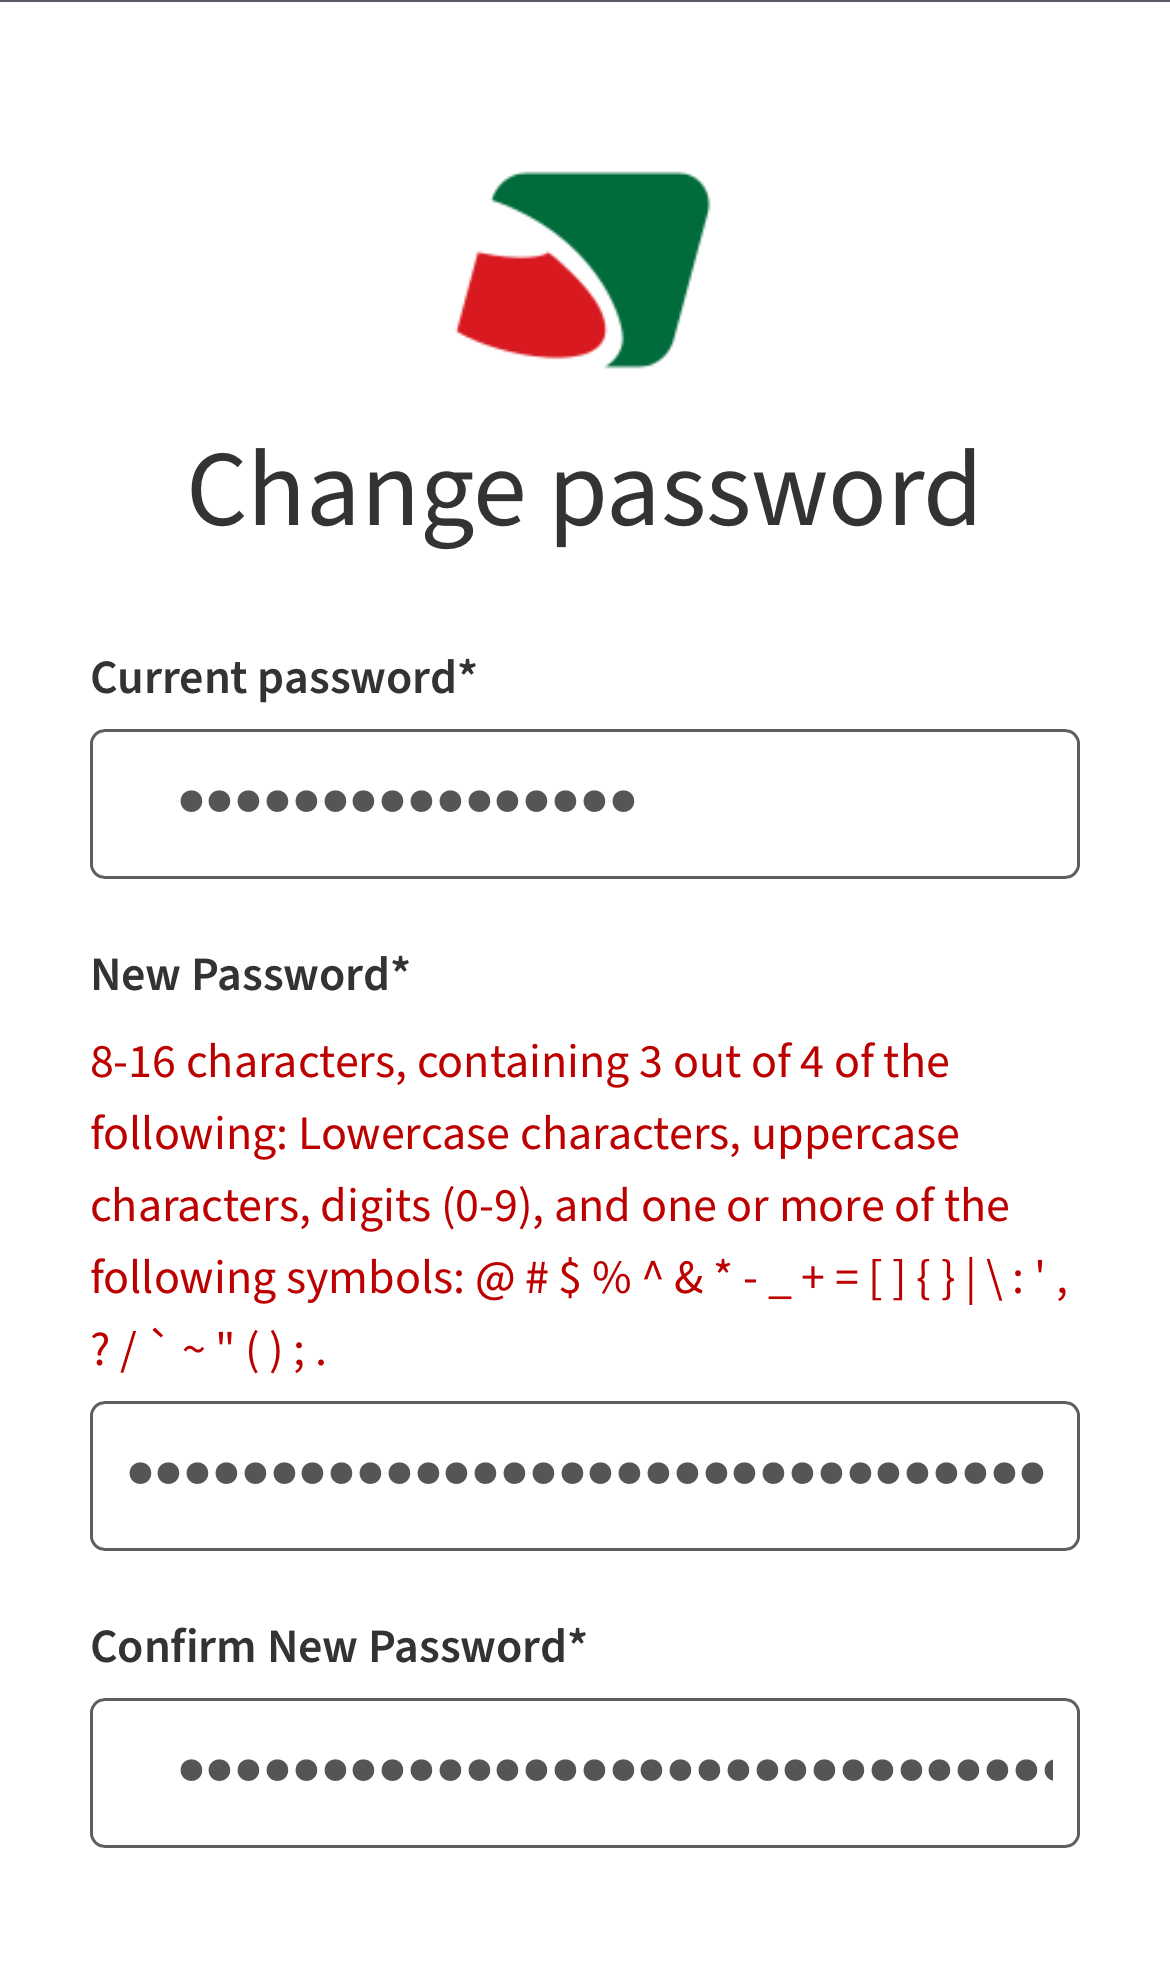 Change password
Current password*
New Password*
8-16 characters, containing 3 out of 4 of the
following: Lowercase characters, uppercase
characters, digits (0-9), and one or more of the
following symbols: @ # $ % ^ & * - _ + = [ ] { } | \ : ' ,
? / ` ~ " ( ) ; .
Confirm New Password*